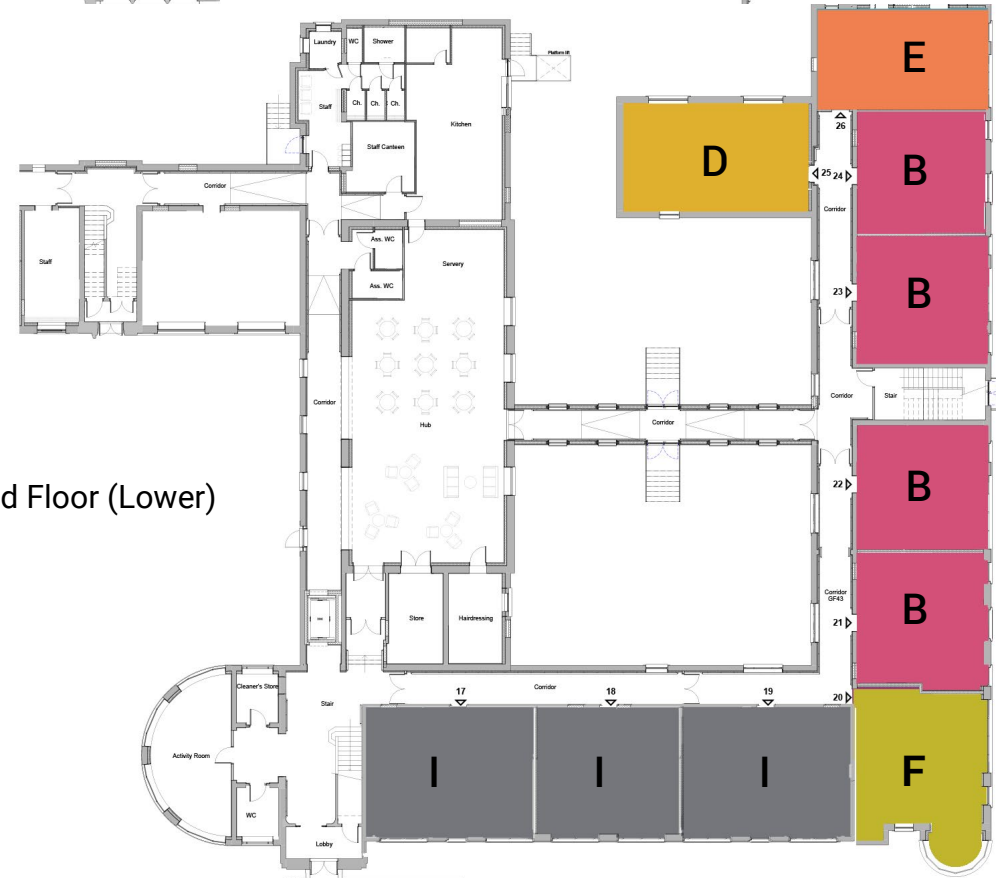 Laundry
WC
Shower
Platform lift
E
Staff
Ch.
Ch.
Ch.
Kitchen
26
Staff Canteen
D
25
24
B
Corridor
Corridor
Staff
Ass. WC
Servery
Ass. WC
23
B
Corridor
Corridor
Stair
Hub
Corridor
d Floor (Lower)
22
B
Store
Hairdressing
Corridor
GF43
21
B
Cleaner's Store
Corridor
17
18
19
20
Stair
Activity Room
I
I
I
F
WC
Lobby